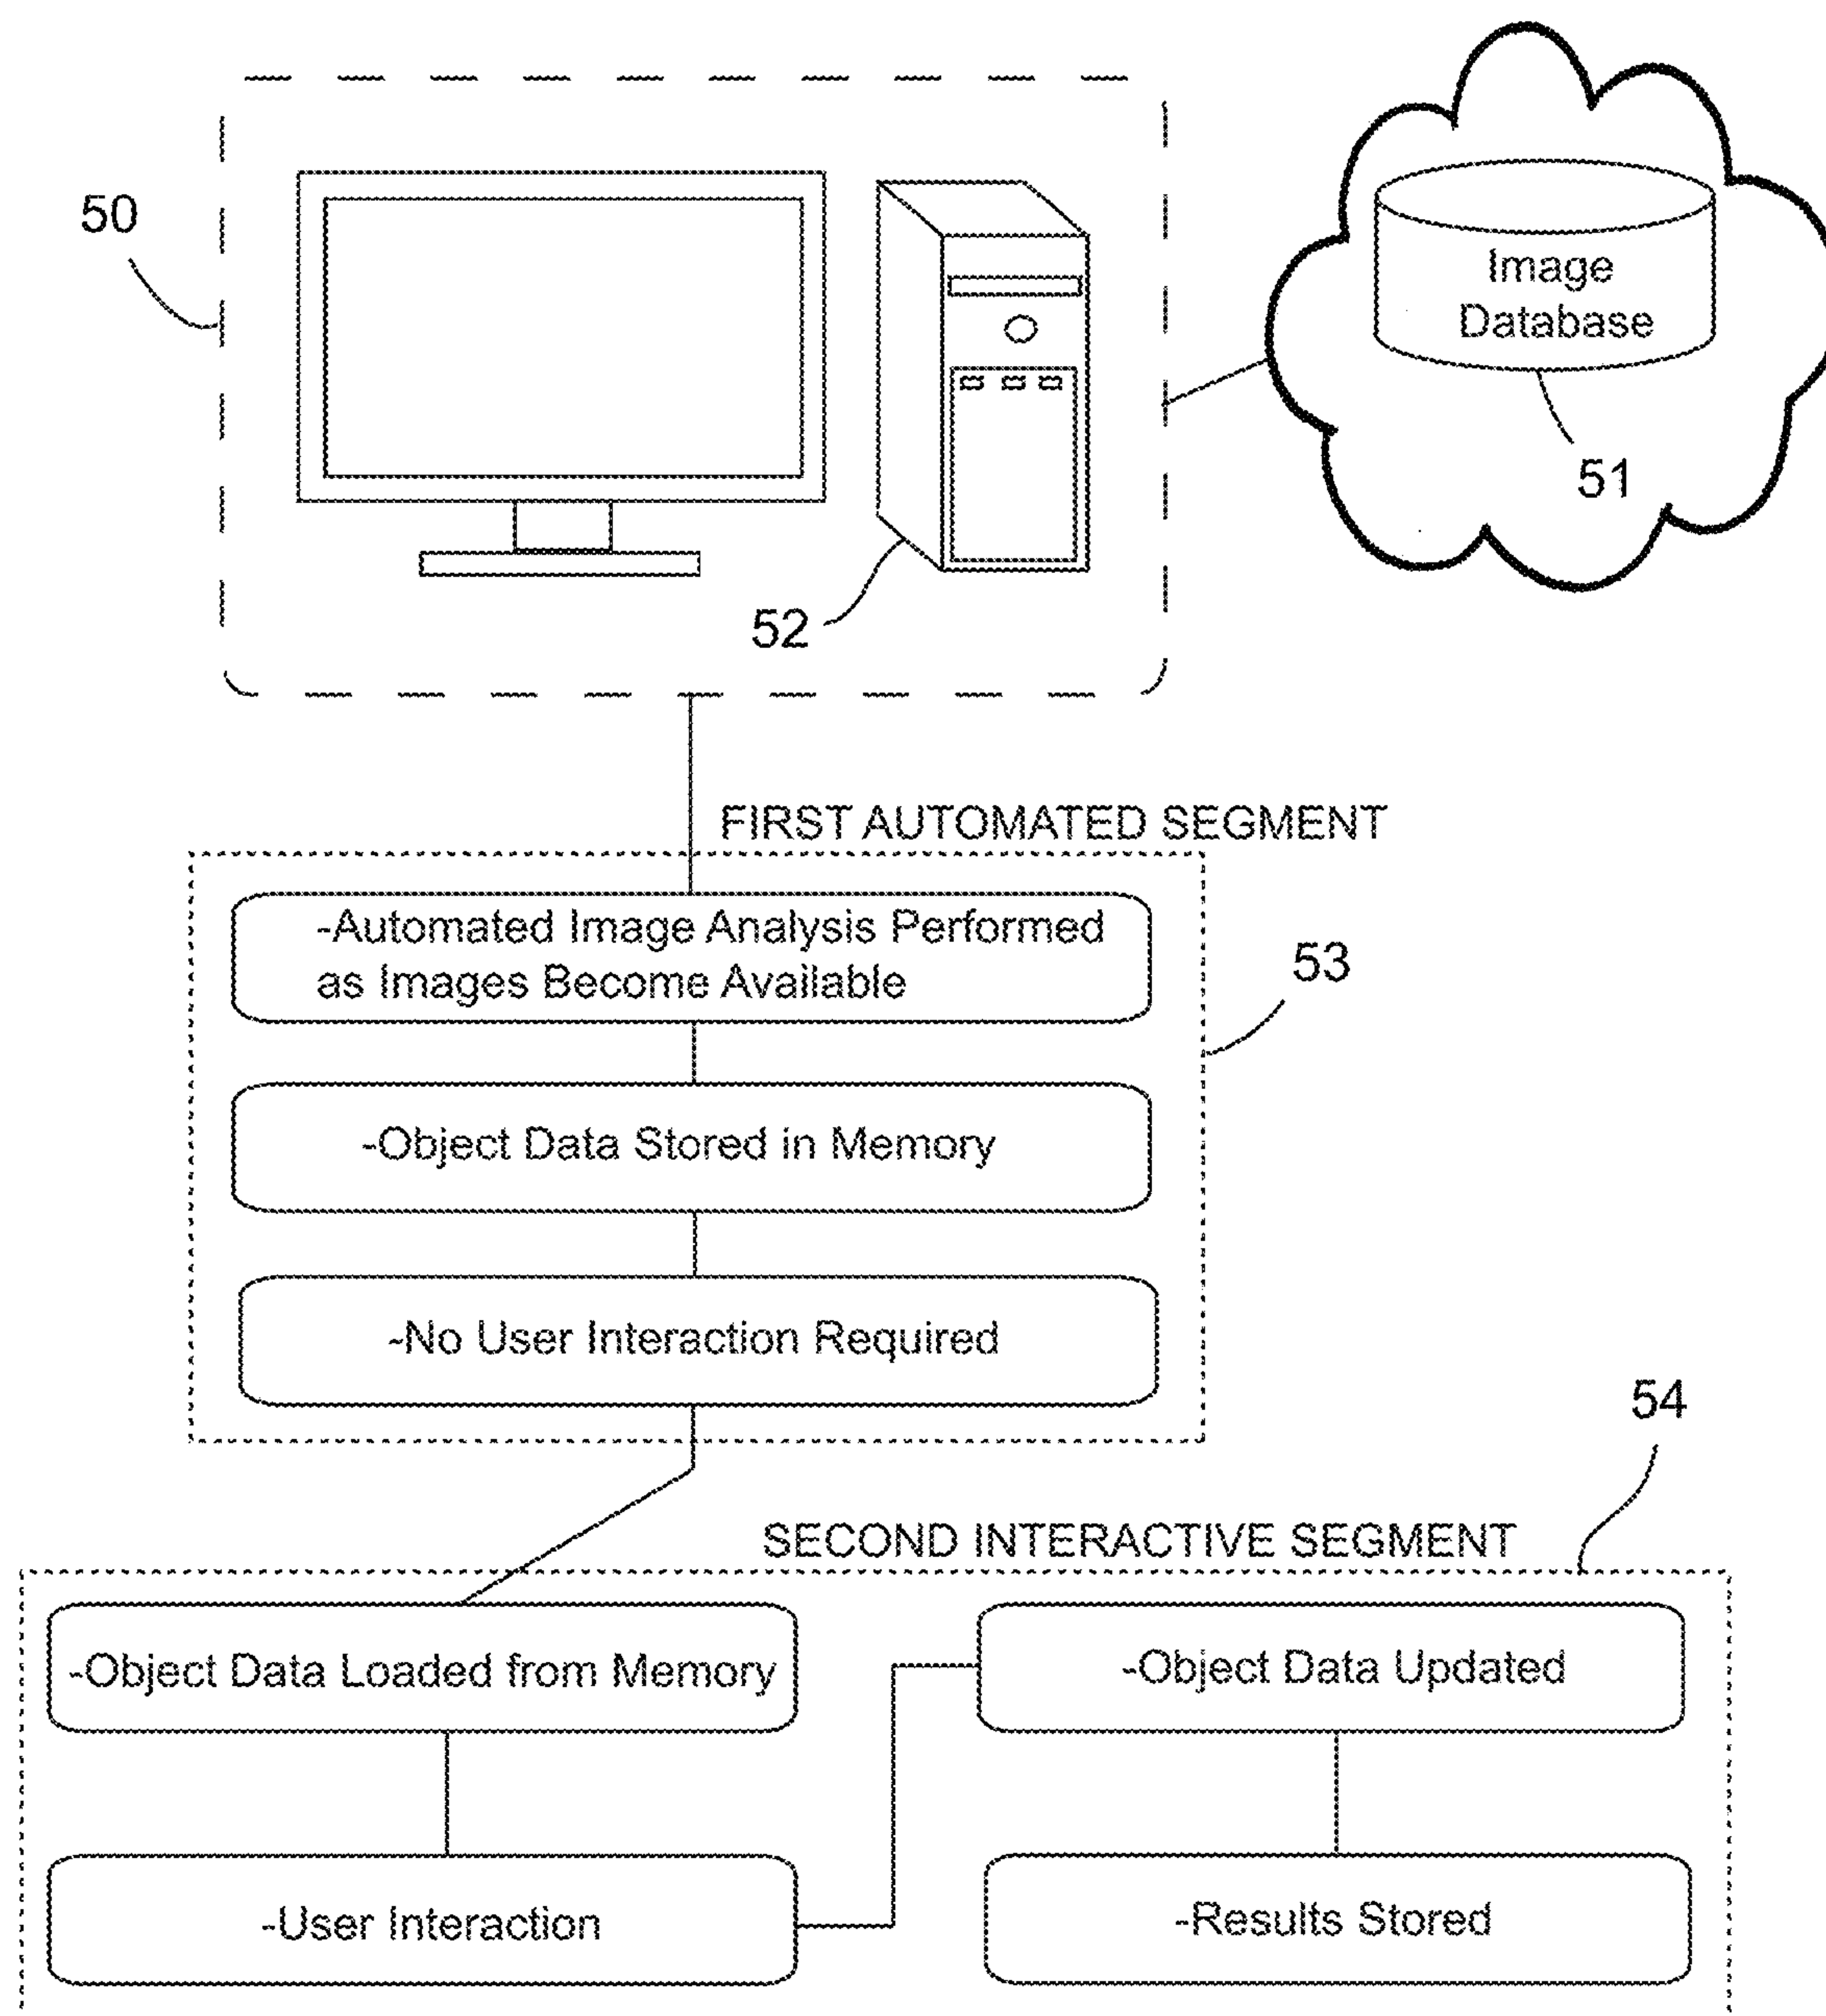 50
Image
Database
51
52
FIRST AUTOMATED SEGMENT
-Automated Image Analysis Performed
as Images Become Available
53
-Object Data Stored in Memory
-No User Interaction Required
54
SECOND INTERACTIVE SEGMENT
-Object Data Loaded from Memory
-Object Data Updated
-User Interaction
-Results Stored